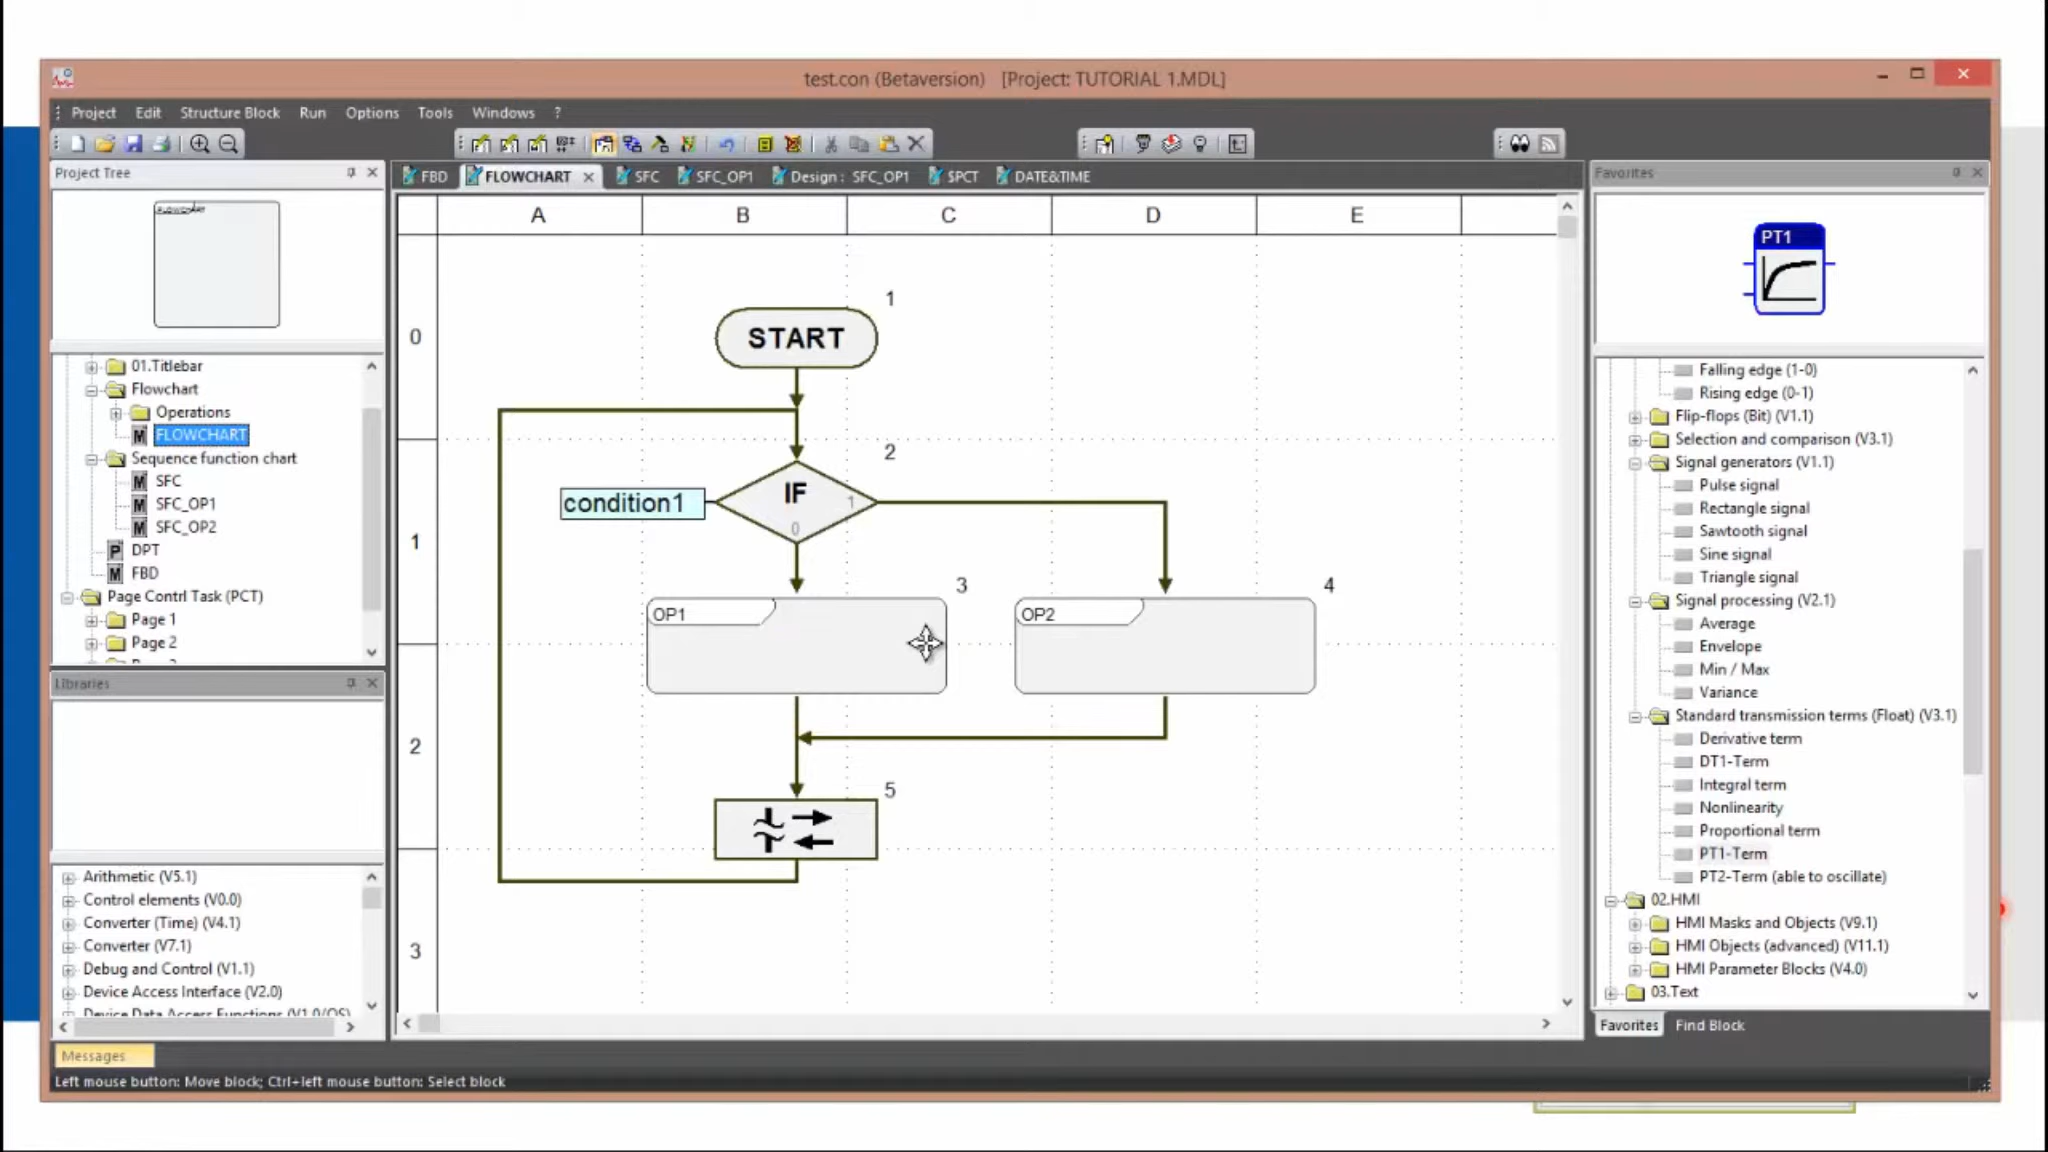 test.con (Betaversion) [Project: TUTORIAL 1.MDL]
Project Edit Structure Block Run Options Tools Windows ?
Project Tree
FLOWCHART
01.Titlebar
Flowchart
Operations
M FLOWCHART
Sequence function chart
M SFC
M SFC_OP1
M SFC_OP2
P DPT
M FBD
Page Contrl Task (PCT)
Page 1
Page 2
Libraries
Arithmetic (V5.1)
Control elements (V0.0)
Converter (Time) (V4.1)
Converter (V7.1)
Debug and Control (V1.1)
Device Access Interface (V2.0)
Device Data Access Functions (V1.0/OS)
FBD FLOWCHART SFC SFC_OP1 Design : SFC_OP1 SPCT DATE&TIME
A B C D E
0
1
2
3
START
1
2
condition1
IF
1
0
3
OP1
4
OP2
5
Favorites
PT1
Falling edge (1-0)
Rising edge (0-1)
Flip-flops (Bit) (V1.1)
Selection and comparison (V3.1)
Signal generators (V1.1)
Pulse signal
Rectangle signal
Sawtooth signal
Sine signal
Triangle signal
Signal processing (V2.1)
Average
Envelope
Min / Max
Variance
Standard transmission terms (Float) (V3.1)
Derivative term
DT1-Term
Integral term
Nonlinearity
Proportional term
PT1-Term
PT2-Term (able to oscillate)
02.HMI
HMI Masks and Objects (V9.1)
HMI Objects (advanced) (V11.1)
HMI Parameter Blocks (V4.0)
03.Text
Favorites Find Block
Messages
Left mouse button: Move block; Ctrl+left mouse button: Select block